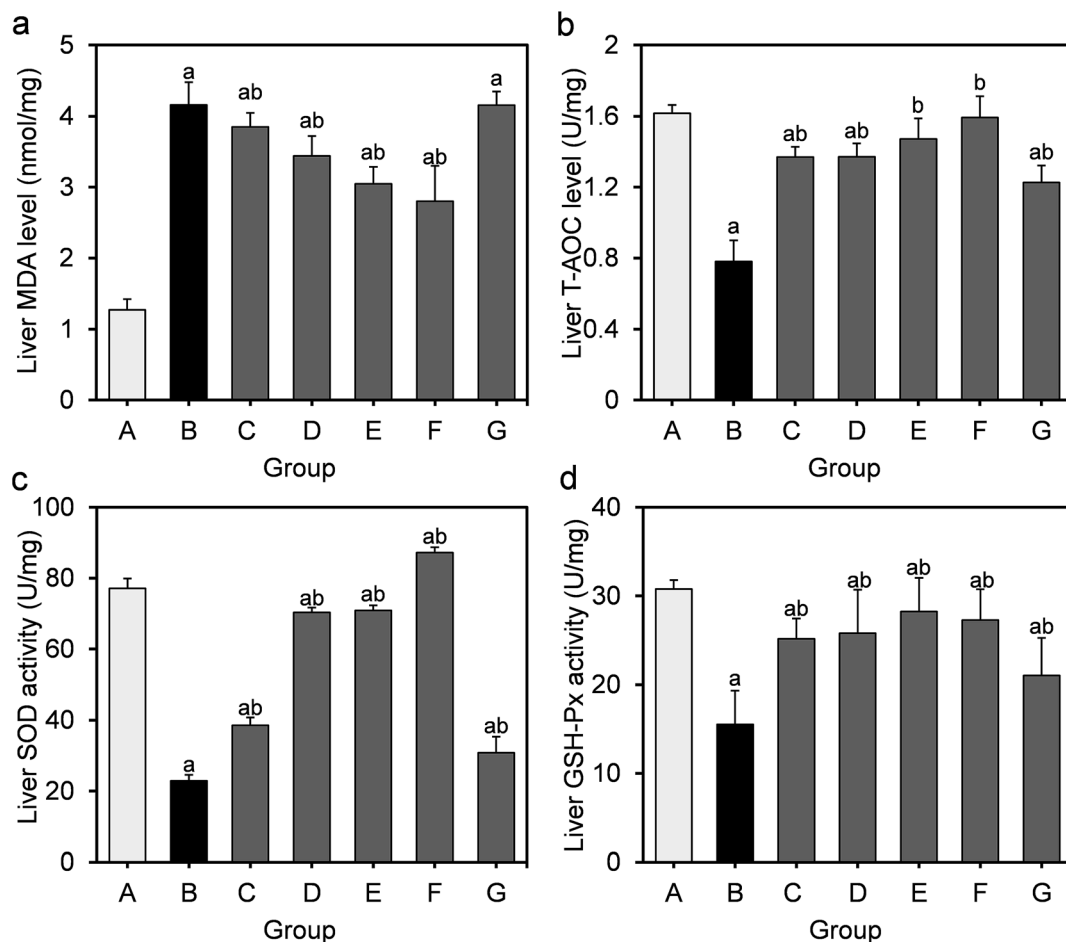 a
Liver MDA level (nmol/mg)
5
4
3
2
1
0
a
ab
ab
ab
ab
a
A B C D E F G
Group
b
Liver T-AOC level (U/mg)
2
1.6
1.2
0.8
0.4
0
a
ab
ab
b
b
ab
A B C D E F G
Group
c
Liver SOD activity (U/mg)
100
80
60
40
20
0
a
ab
ab
ab
ab
ab
A B C D E F G
Group
d
Liver GSH-Px activity (U/mg)
40
30
20
10
0
a
ab
ab
ab
ab
ab
A B C D E F G
Group